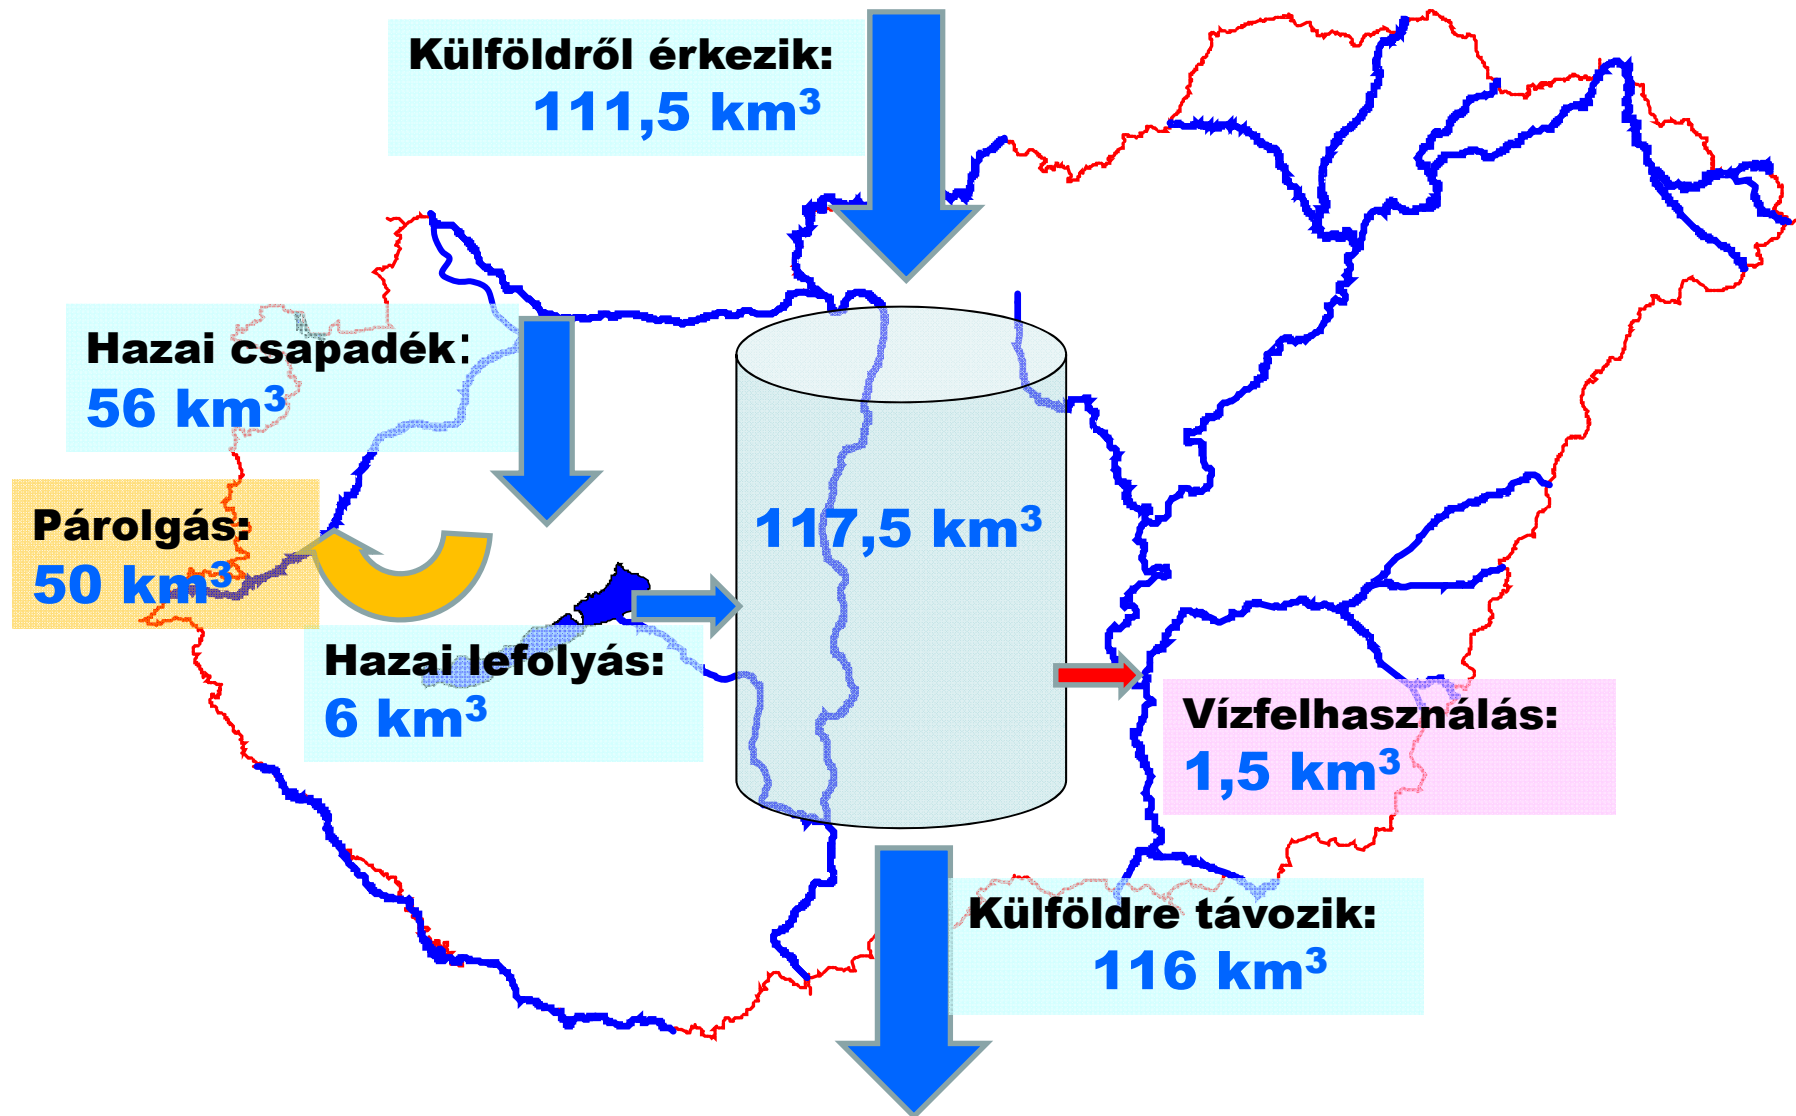 Külföldről érkezik:
111,5 km³
Hazai csapadék:
56 km³
Párolgás:
50 km³
117,5 km³
Hazai lefolyás:
6 km³
Vízfelhasználás:
1,5 km³
Külföldre távozik:
116 km³